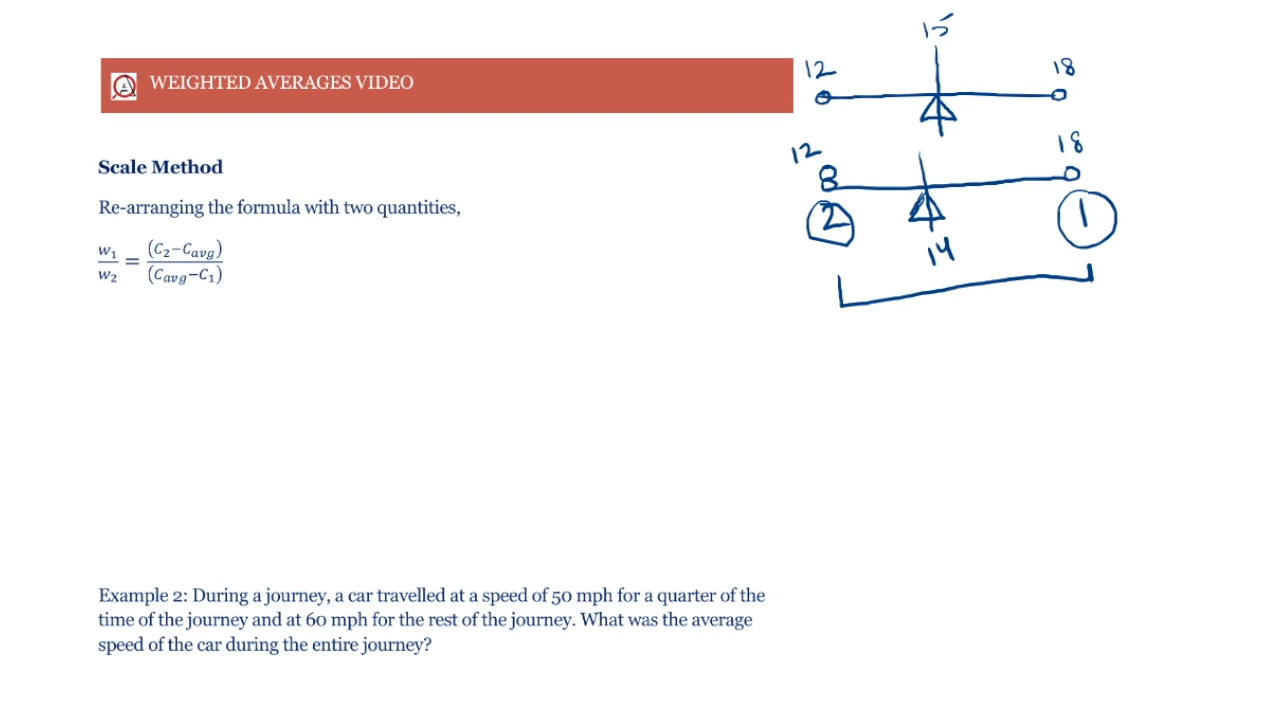 WEIGHTED AVERAGES VIDEO
15
12 18
12 18
2 1
14
Scale Method
Re-arranging the formula with two quantities,
w₁/w₂ = (C₂−C_avg)/(C_avg−C₁)
Example 2: During a journey, a car travelled at a speed of 50 mph for a quarter of the
time of the journey and at 60 mph for the rest of the journey. What was the average
speed of the car during the entire journey?